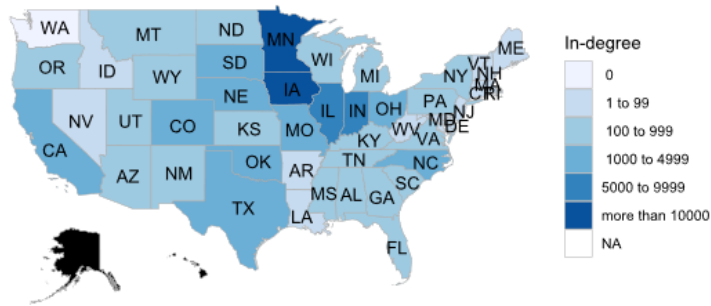 WA
MT
ND
MN
ME
OR
ID
WY
SD
WI
MI
NY
VT
NH
MA
CT
RI
NV
UT
CO
NE
IA
IL
IN
OH
PA
NJ
MD
DE
CA
KS
MO
KY
WV
VA
AZ
NM
OK
AR
TN
NC
SC
TX
LA
MS
AL
GA
FL
In-degree
0
1 to 99
100 to 999
1000 to 4999
5000 to 9999
more than 10000
NA